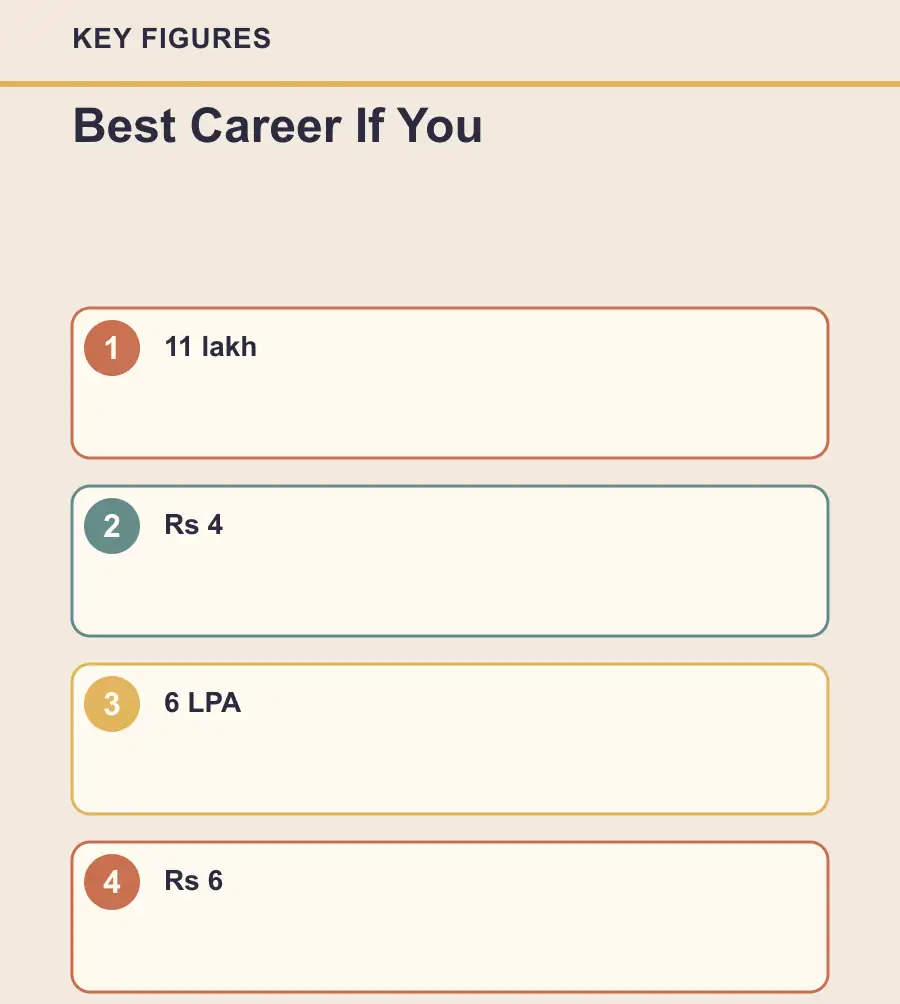 KEY FIGURES
Best Career If You
1 11 lakh
2 Rs 4
3 6 LPA
4 Rs 6